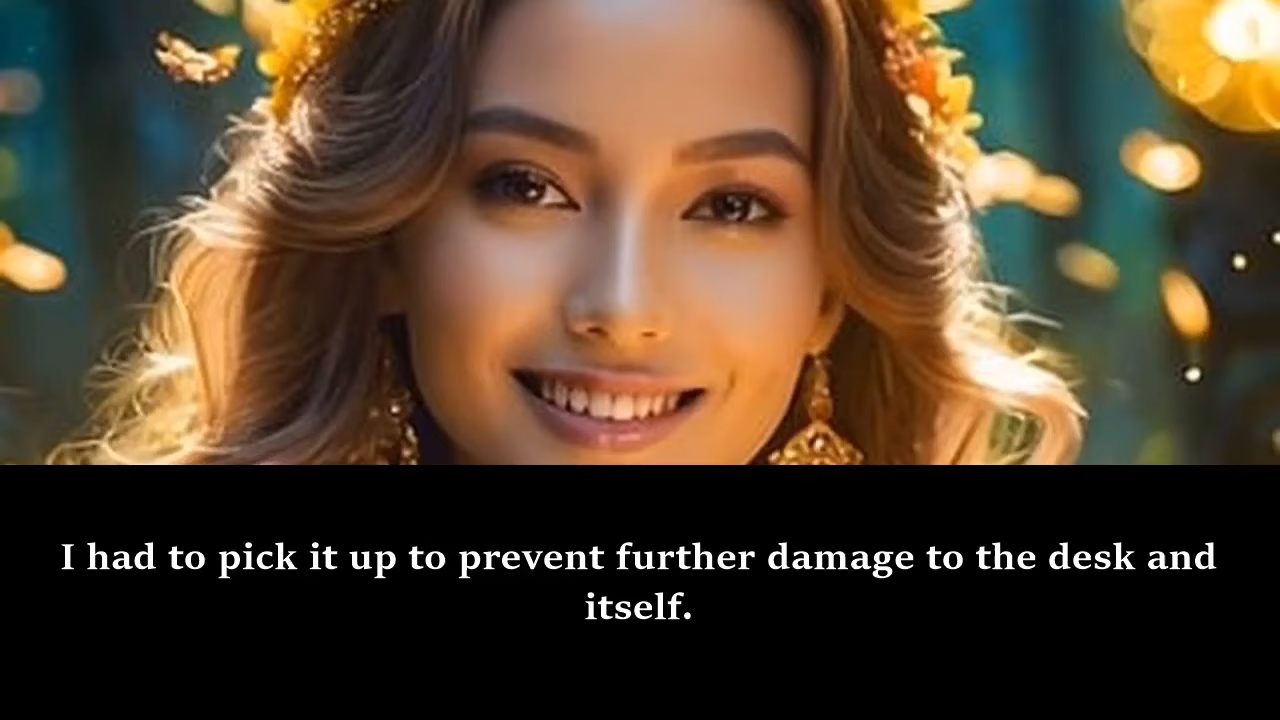 I had to pick it up to prevent further damage to the desk and
itself.